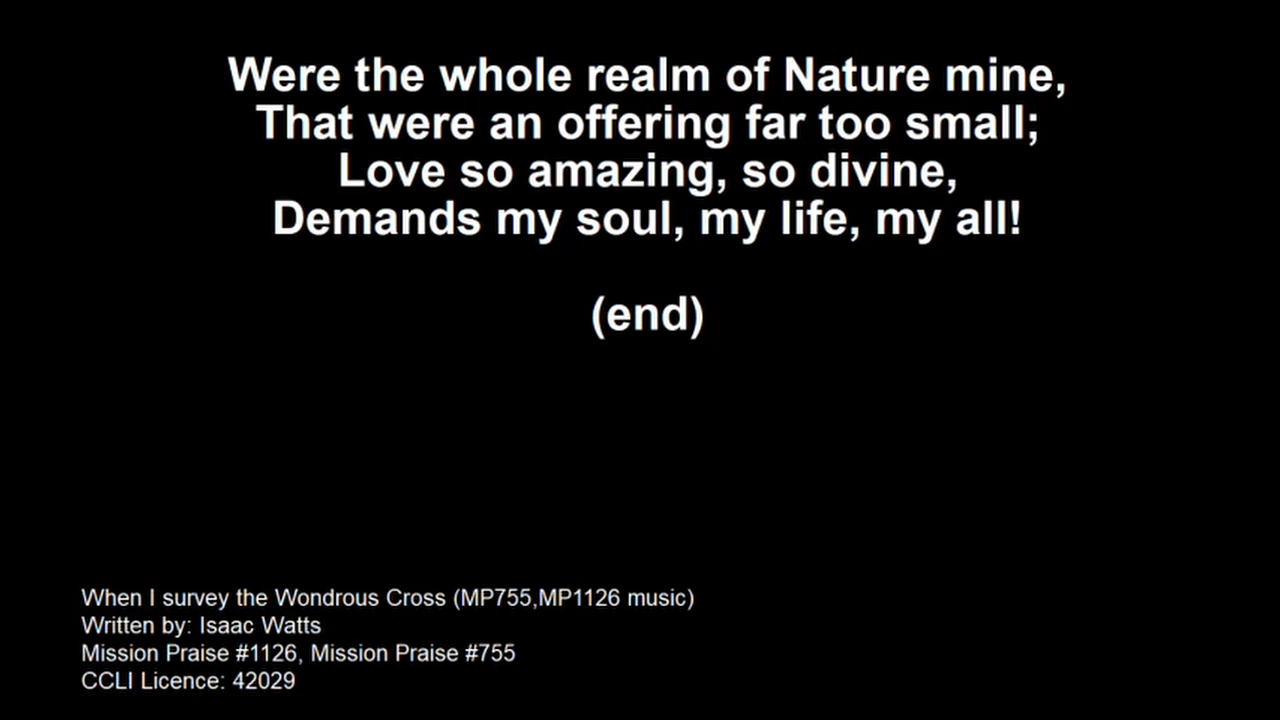 Were the whole realm of Nature mine,
That were an offering far too small;
Love so amazing, so divine,
Demands my soul, my life, my all!
(end)
When I survey the Wondrous Cross (MP755,MP1126 music)
Written by: Isaac Watts
Mission Praise #1126, Mission Praise #755
CCLI Licence: 42029